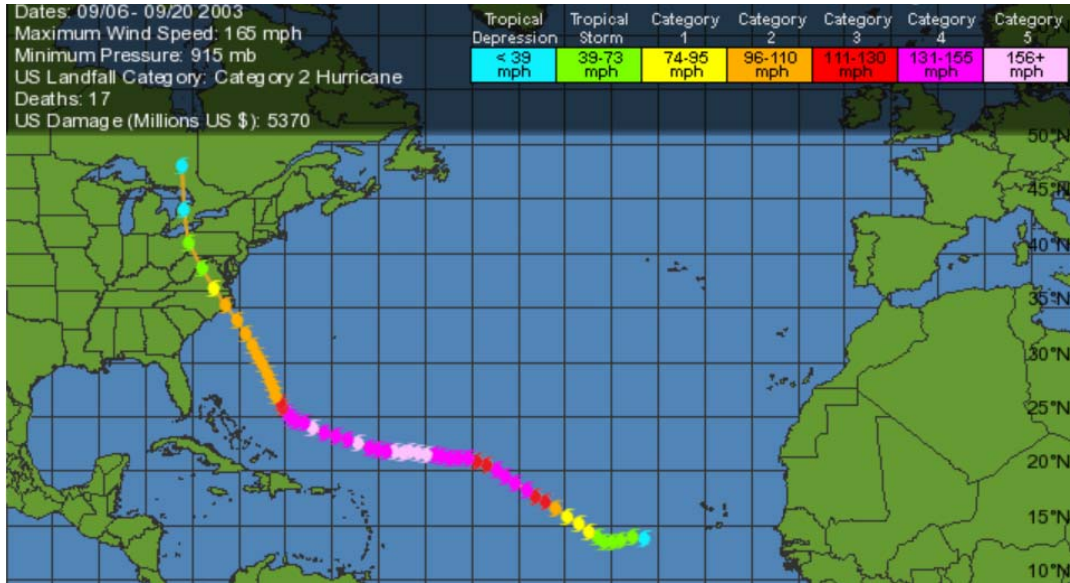 Dates: 09/06- 09/20 2003
Maximum Wind Speed: 165 mph
Minimum Pressure: 915 mb
US Landfall Category: Category 2 Hurricane
Deaths: 17
US Damage (Millions US $): 5370
Tropical Depression
Tropical Storm
Category 1
Category 2
Category 3
Category 4
Category 5
< 39 mph
39-73 mph
74-95 mph
96-110 mph
111-130 mph
131-155 mph
156+ mph
50°N
45°N
40°N
35°N
30°N
25°N
20°N
15°N
10°N